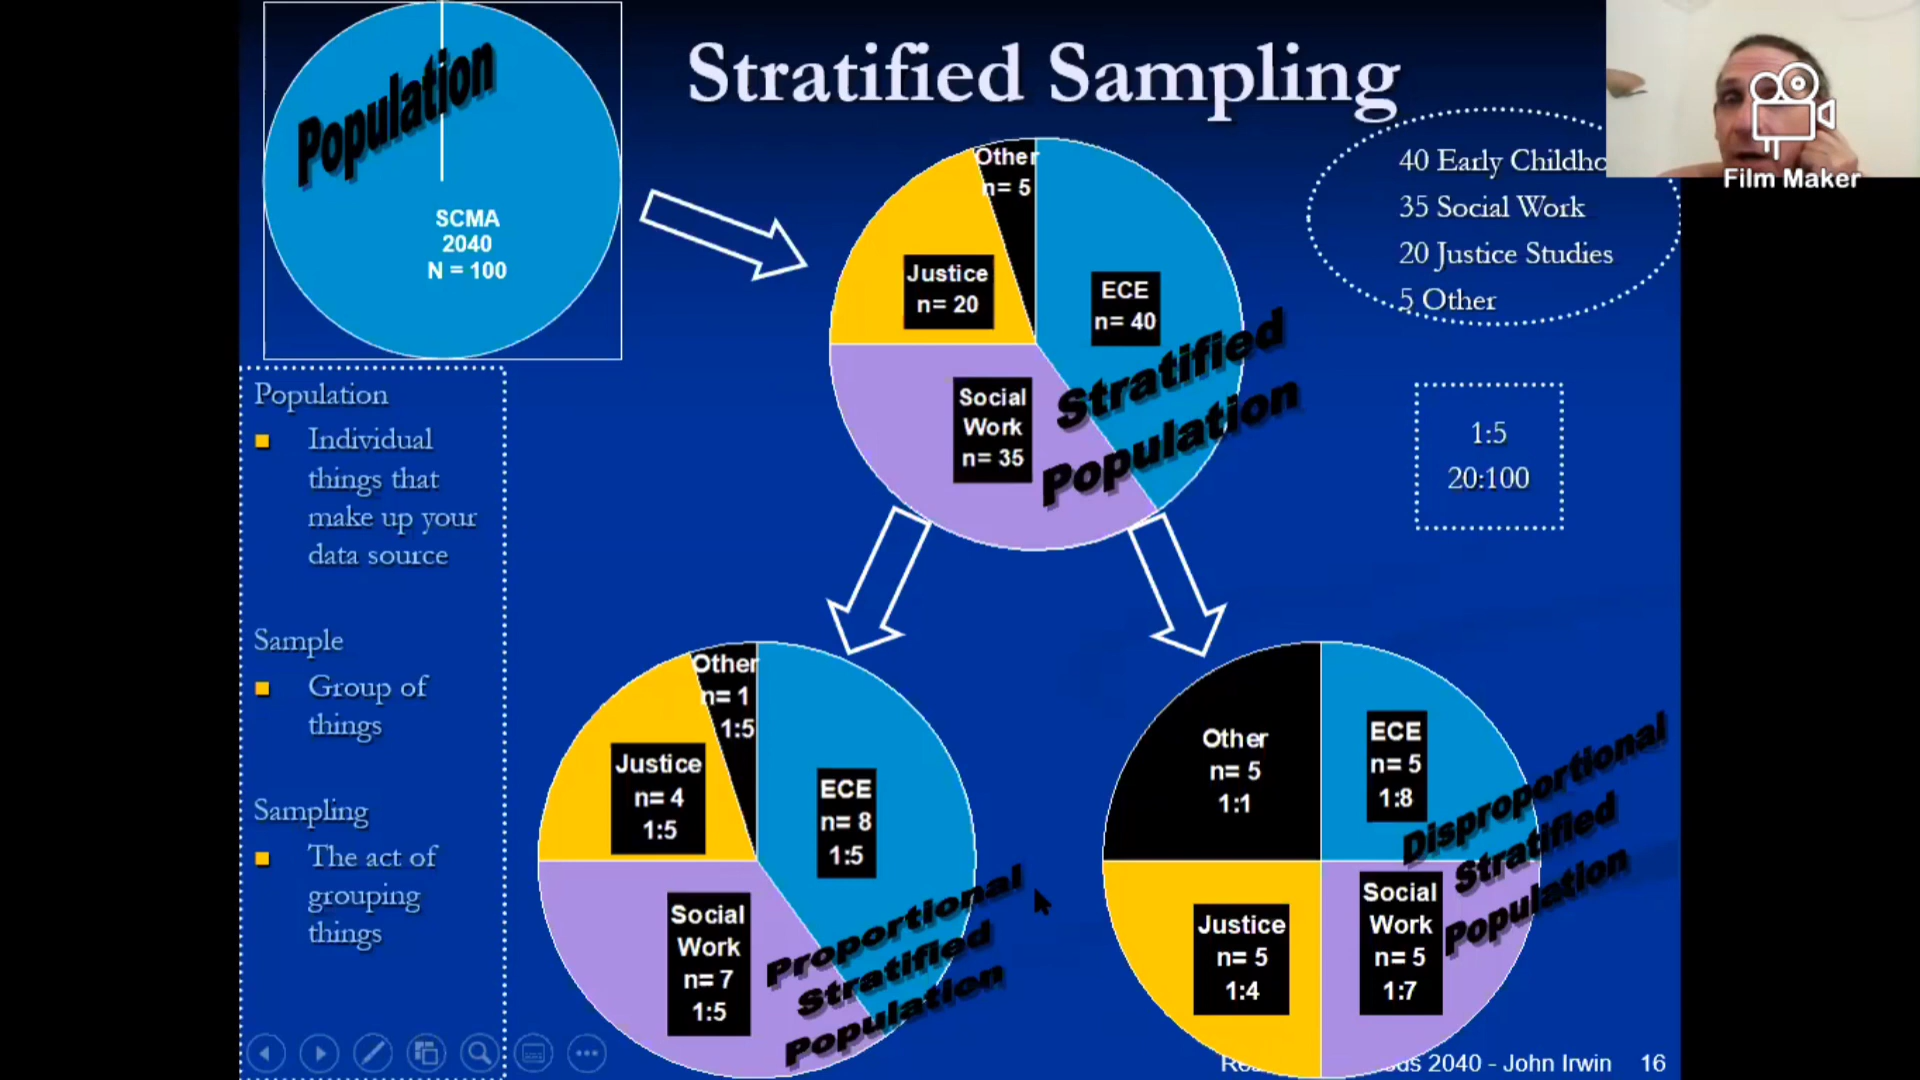 Stratified Sampling
Population
SCMA
2040
N = 100
Other
n= 5
Justice
n= 20
ECE
n= 40
Social
Work
n= 35
Stratified
Population
40 Early
35 Social Work
20 Justice Studies
5 Other
Film Maker
1:5
20:100
Population
Individual
things that
make up your
data source
Sample
Group of
things
Sampling
The act of
grouping
things
Other
n= 1
1:5
Justice
n= 4
1:5
ECE
n= 8
1:5
Social
Work
n= 7
1:5
Proportional
Stratified
Population
Other
n= 5
1:1
ECE
n= 5
1:8
Justice
n= 5
1:4
Social
Work
n= 5
1:7
Disproportional
Stratified
Population
2040 - John Irwin 16